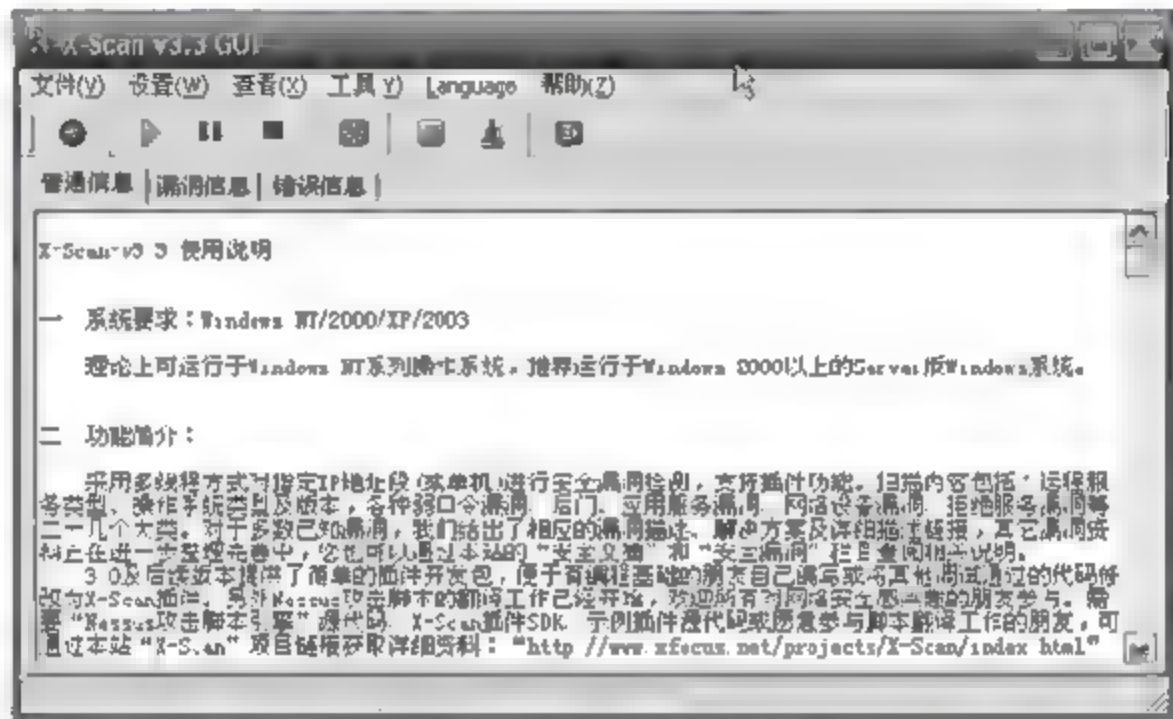 X-Scan v3.3 GUI
文件(V) 设置(W) 查看(X) 工具(Y) Language 帮助(Z)
普通信息 漏洞信息 错误信息
X-Scan-v3.3 使用说明
一 系统要求：Windows NT/2000/XP/2003
理论上可运行于Windows NT系列操作系统，推荐运行于Windows 2000以上的Server版Windows系统。
二 功能简介：
采用多线程方式对指定IP地址段(或单机)进行安全漏洞检测，支持插件功能。扫描内容包括：远程服
务类型、操作系统类型及版本，各种弱口令漏洞、后门、应用服务漏洞、网络设备漏洞、拒绝服务漏洞等
二十几个大类。对于多数已知漏洞，我们给出了相应的漏洞描述、解决方案及详细描述链接，其它漏洞资
料正在进一步整理完善中，您也可以通过本站的“安全文摘”和“安全漏洞”栏目查阅相关说明。
3.0及后续版本提供了简单的插件开发包，便于有编程基础的朋友自己编写或将其他调试通过的代码修
改为X-Scan插件。另外Nessus攻击脚本的翻译工作已经开始，欢迎所有对网络安全感兴趣的朋友参与。需
要“Nessus攻击脚本引擎”源代码、X-Scan插件SDK、示例插件源代码或愿意参与脚本翻译工作的朋友，可
通过本站“X-Scan”项目链接获取详细资料：“http://www.xfocus.net/projects/X-Scan/index.html”